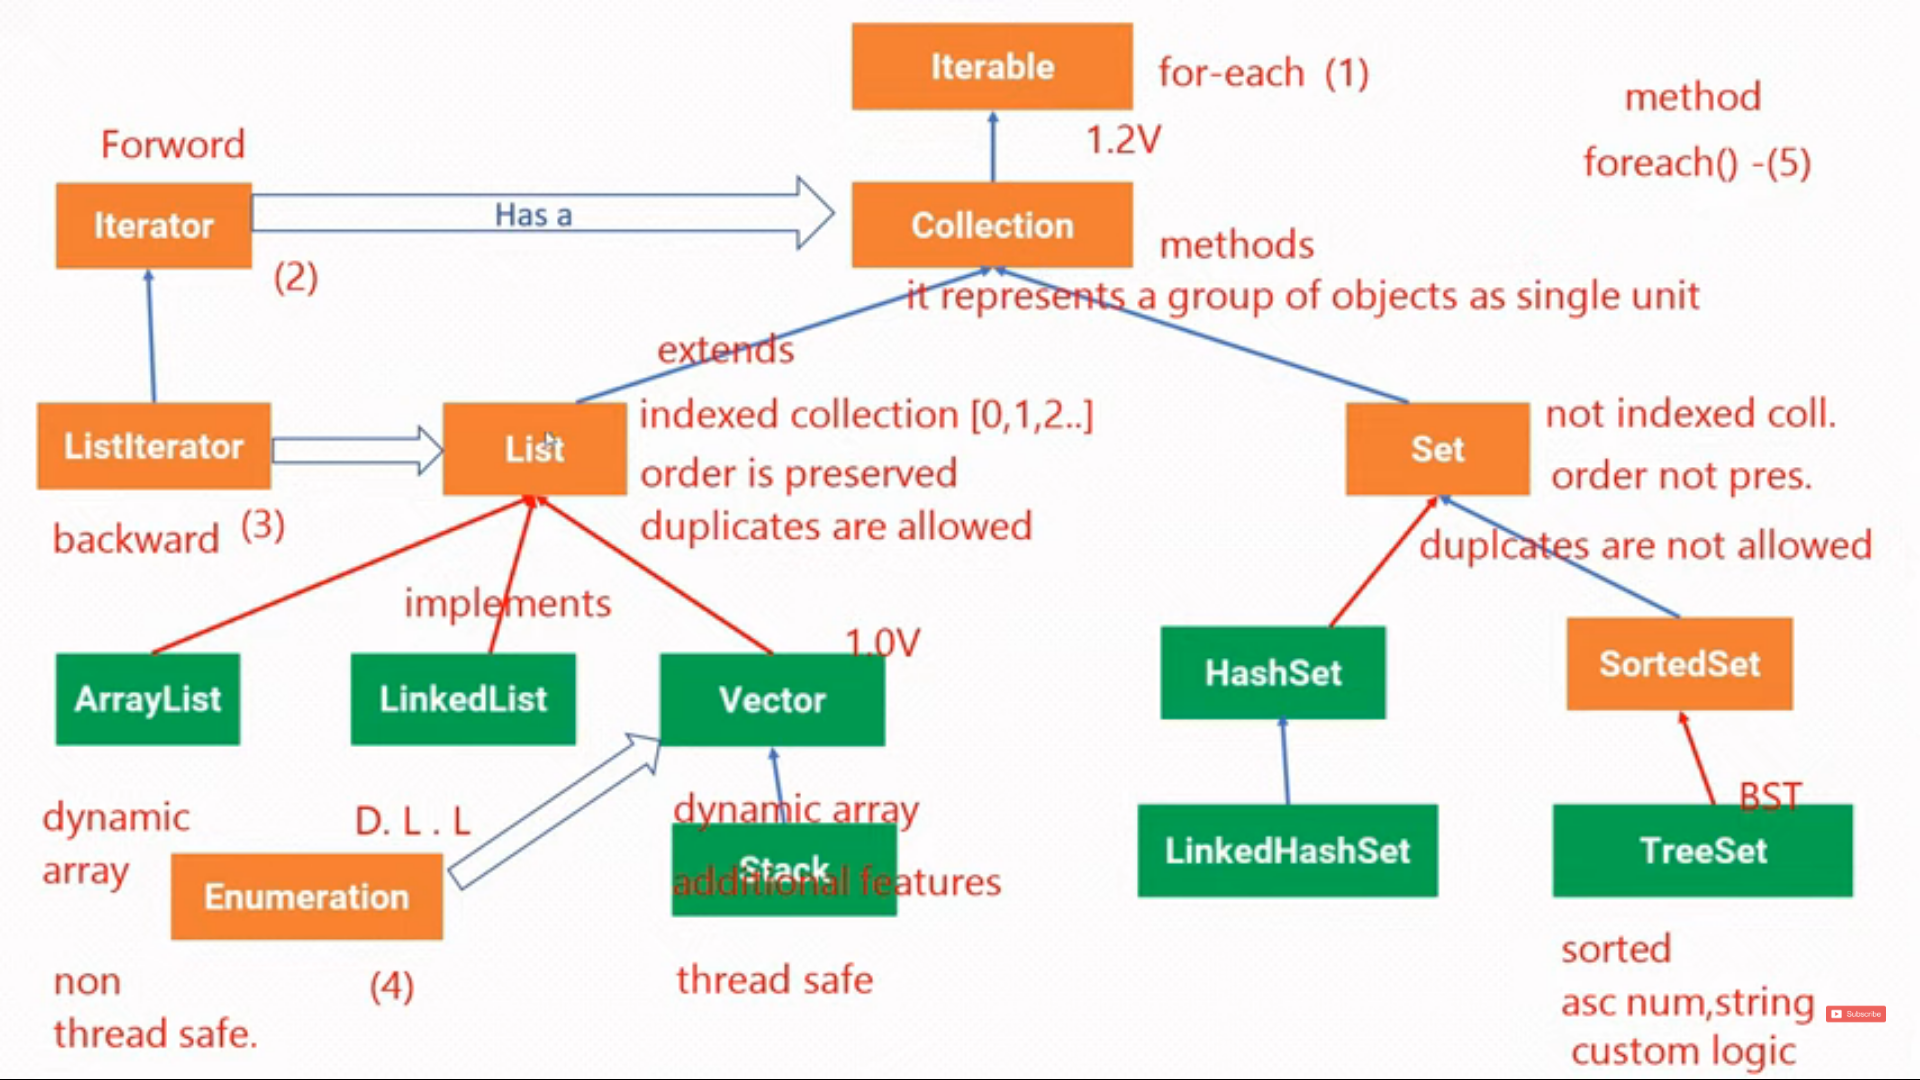 Iterable
for-each (1)
method
1.2V
foreach() -(5)
Forword
Iterator
Has a
Collection
(2)
methods
it represents a group of objects as single unit
extends
ListIterator
List
indexed collection [0,1,2..]
order is preserved
duplicates are allowed
Set
not indexed coll.
order not pres.
duplcates are not allowed
backward (3)
implements
1.0V
ArrayList
LinkedList
Vector
HashSet
SortedSet
dynamic
array
D. L . L
dynamic array
Stack
additional features
BST
LinkedHashSet
TreeSet
Enumeration
(4)
non
thread safe.
thread safe
sorted
asc num,string
custom logic
Subscribe